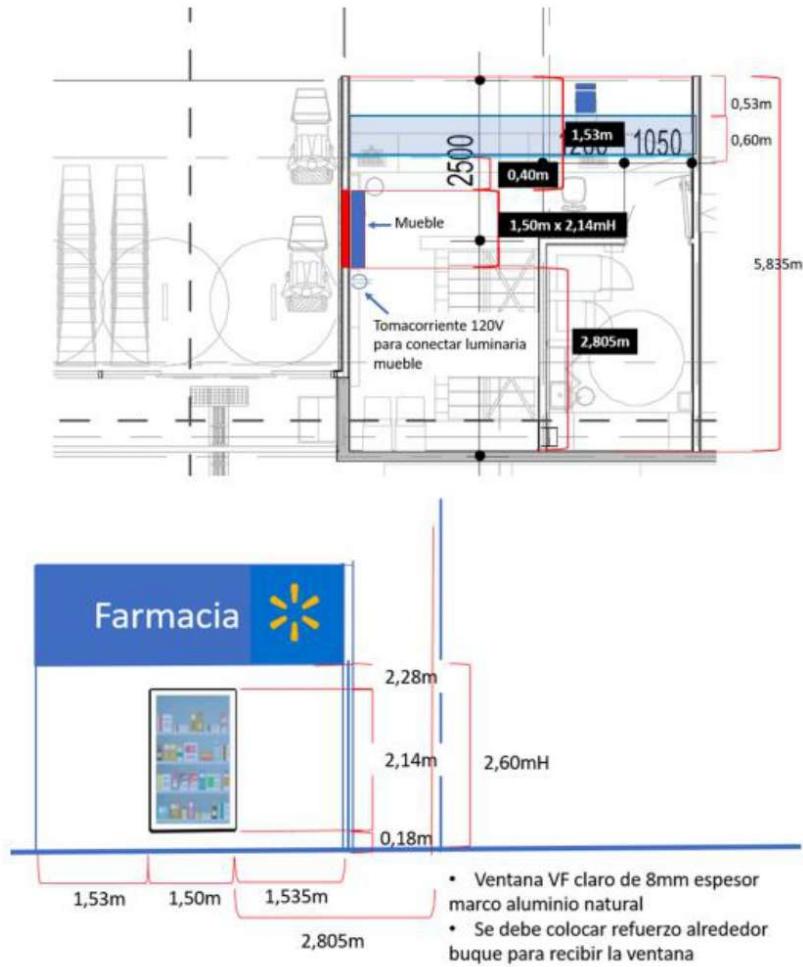 0,53m
1,53m
1050
0,60m
2500
0,40m
Mueble
1,50m x 2,14mH
5,835m
Tomacorriente 120V
para conectar luminaria
mueble
2,805m
Farmacia
2,28m
2,14m
2,60mH
0,18m
1,53m
1,50m
1,535m
2,805m
• Ventana VF claro de 8mm espesor
marco aluminio natural
• Se debe colocar refuerzo alrededor
buque para recibir la ventana